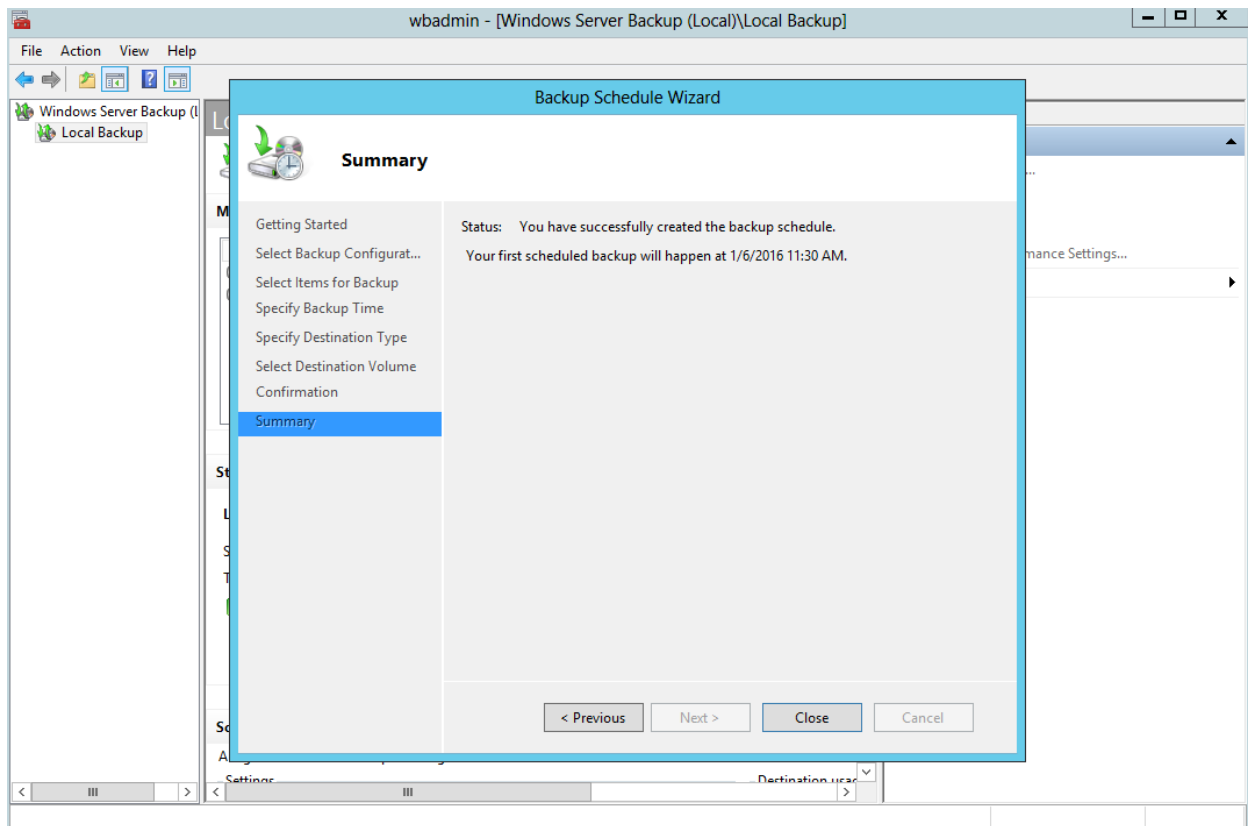 wbadmin - [Windows Server Backup (Local)\Local Backup]
File Action View Help
Windows Server Backup (L
Local Backup
Backup Schedule Wizard
Summary
Getting Started
Select Backup Configurat...
Select Items for Backup
Specify Backup Time
Specify Destination Type
Select Destination Volume
Confirmation
Summary
Status: You have successfully created the backup schedule.
Your first scheduled backup will happen at 1/6/2016 11:30 AM.
< Previous Next > Close Cancel
...
mance Settings...
M
St
L
S
T
Settings